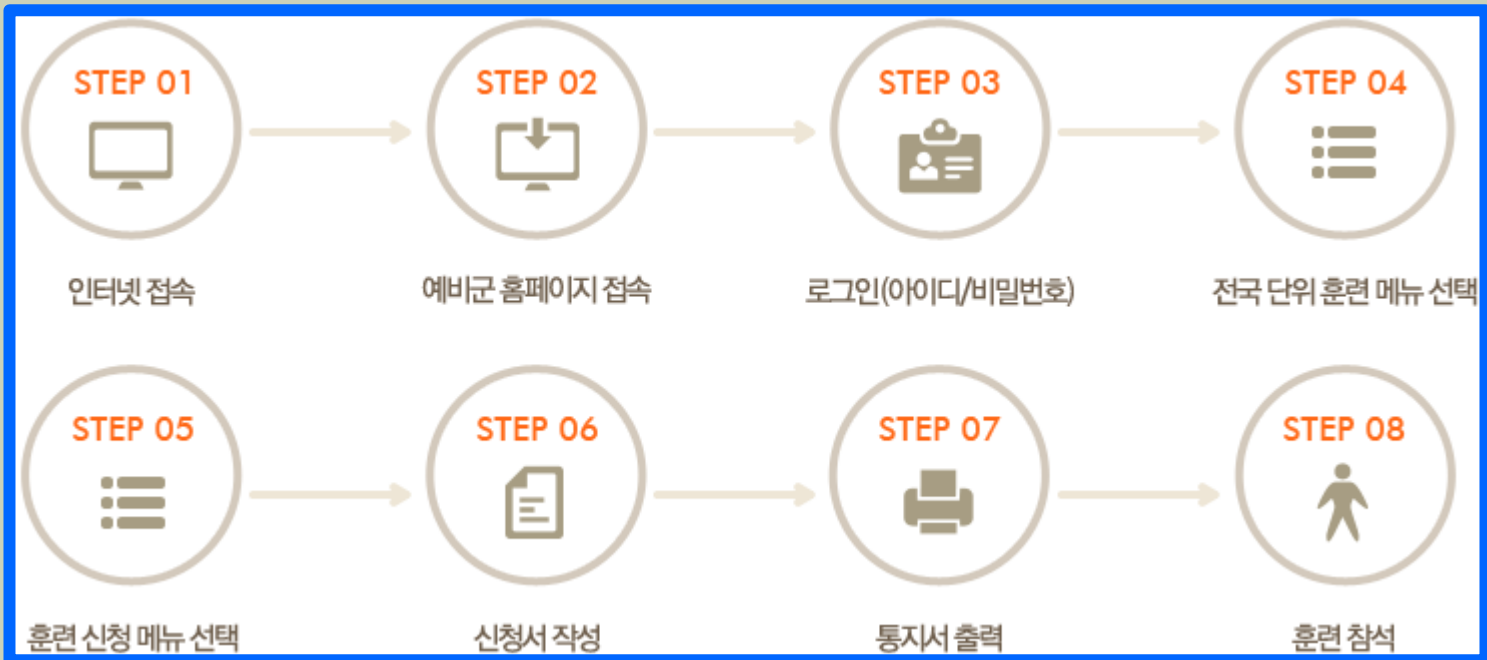 STEP 01
STEP 02
STEP 03
STEP 04
인터넷 접속
예비군 홈페이지 접속
로그인(아이디/비밀번호)
전국 단위 훈련 메뉴 선택
STEP 05
STEP 06
STEP 07
STEP 08
훈련 신청 메뉴 선택
신청서 작성
통지서 출력
훈련 참석